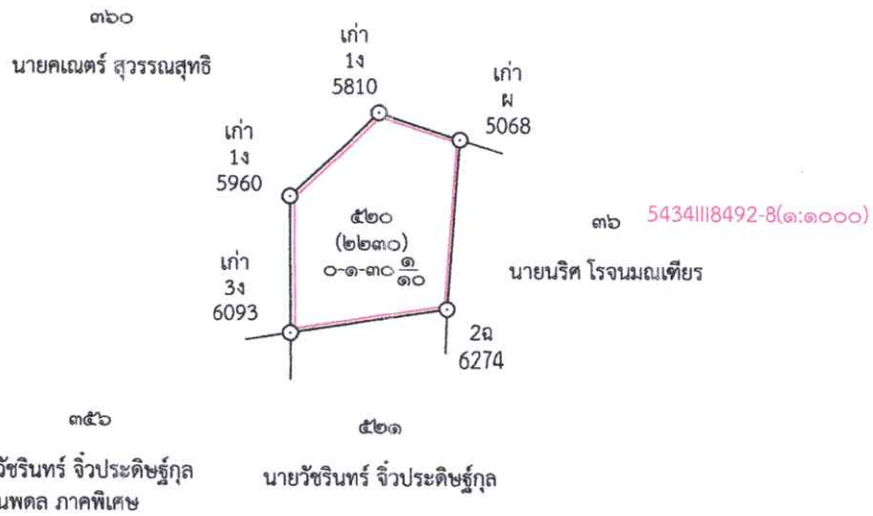 ๓๖๐
นายคเณตร์ สุวรรณสุทธิ
เก่า
1ง
5810
เก่า
ผ
5068
เก่า
1ง
5960
๕๒๐
(๒๒๓๐)
๐-๑-๓๐ ๑/๑๐
๓๖ 5434III8492-8(๑:๑๐๐๐)
นายนริศ โรจนมณเฑียร
เก่า
3ง
6093
2ฉ
6274
๓๕๖
วัชรินทร์ จิ๋วประดิษฐ์กุล
นพดล ภาคพิเศษ
๕๒๑
นายวัชรินทร์ จิ๋วประดิษฐ์กุล